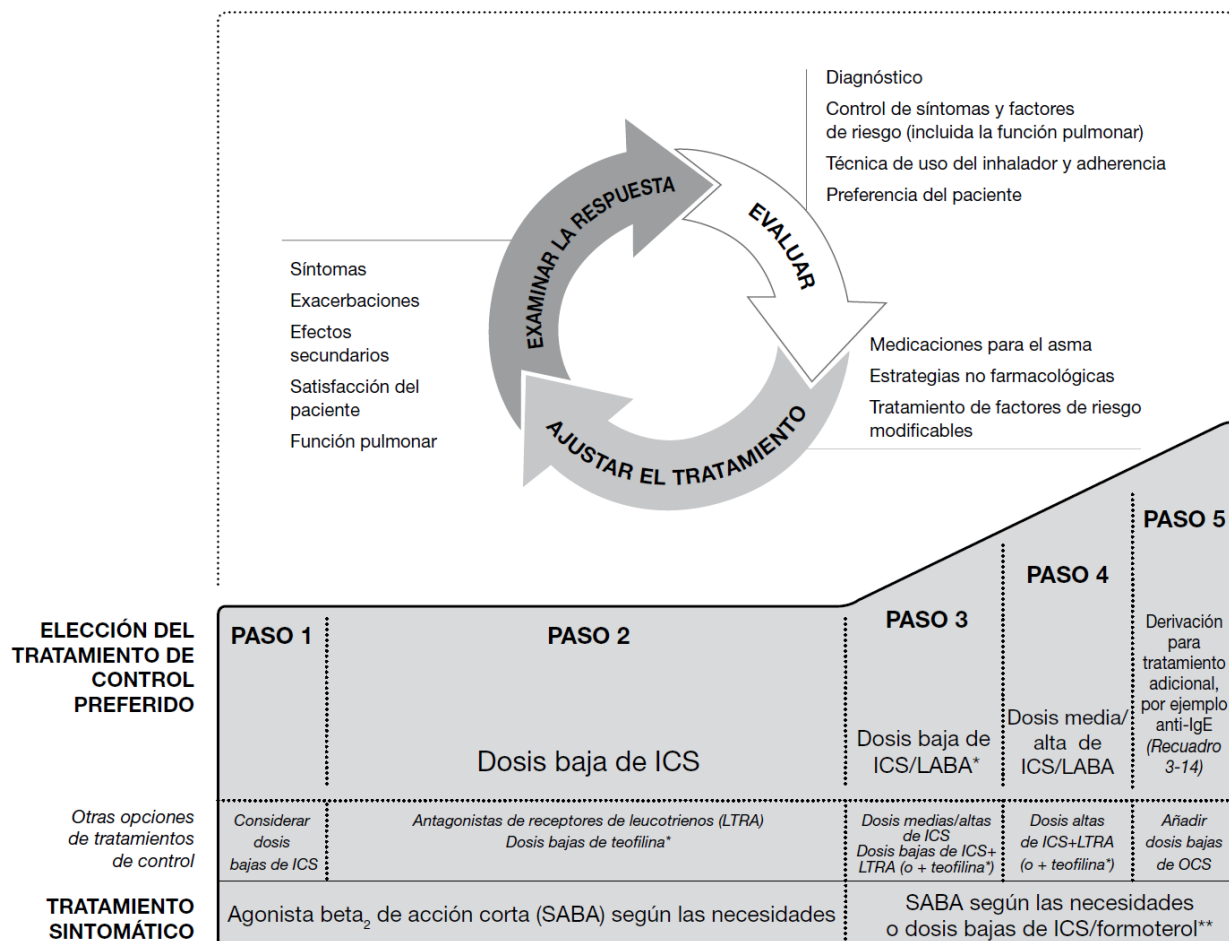 Diagnóstico
Control de síntomas y factores
de riesgo (incluida la función pulmonar)
Técnica de uso del inhalador y adherencia
Preferencia del paciente
EXAMINAR LA RESPUESTA
EVALUAR
AJUSTAR EL TRATAMIENTO
Síntomas
Exacerbaciones
Efectos
secundarios
Satisfacción del
paciente
Función pulmonar
Medicaciones para el asma
Estrategias no farmacológicas
Tratamiento de factores de riesgo
modificables
ELECCIÓN DEL
TRATAMIENTO DE
CONTROL
PREFERIDO
PASO 1
PASO 2
Dosis baja de ICS
PASO 3
Dosis baja de
ICS/LABA*
PASO 4
Dosis media/
alta de
ICS/LABA
PASO 5
Derivación
para
tratamiento
adicional,
por ejemplo
anti-IgE
(Recuadro
3-14)
Otras opciones
de tratamientos
de control
Considerar
dosis
bajas de ICS
Antagonistas de receptores de leucotrienos (LTRA)
Dosis bajas de teofilina*
Dosis medias/altas
de ICS
Dosis bajas de ICS+
LTRA (o + teofilina*)
Dosis altas
de ICS+LTRA
(o + teofilina*)
Añadir
dosis bajas
de OCS
TRATAMIENTO
SINTOMÁTICO
Agonista beta₂ de acción corta (SABA) según las necesidades
SABA según las necesidades
o dosis bajas de ICS/formoterol**